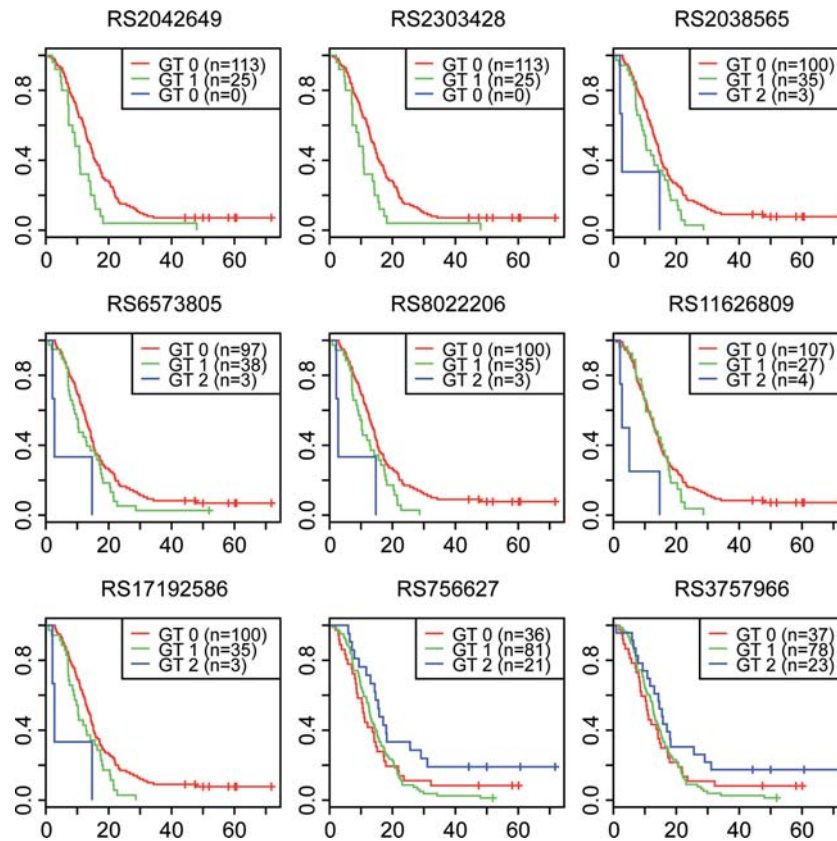 RS2042649
RS2303428
RS2038565
GT 0 (n=113)
GT 1 (n=25)
GT 0 (n=0)
GT 0 (n=113)
GT 1 (n=25)
GT 0 (n=0)
GT 0 (n=100)
GT 1 (n=35)
GT 2 (n=3)
0.8
0.4
0.0
0.8
0.4
0.0
0.8
0.4
0.0
0 20 40 60
0 20 40 60
0 20 40 60
RS6573805
RS8022206
RS11626809
GT 0 (n=97)
GT 1 (n=38)
GT 2 (n=3)
GT 0 (n=100)
GT 1 (n=35)
GT 2 (n=3)
GT 0 (n=107)
GT 1 (n=27)
GT 2 (n=4)
0.8
0.4
0.0
0.8
0.4
0.0
0.8
0.4
0.0
0 20 40 60
0 20 40 60
0 20 40 60
RS17192586
RS756627
RS3757966
GT 0 (n=100)
GT 1 (n=35)
GT 2 (n=3)
GT 0 (n=36)
GT 1 (n=81)
GT 2 (n=21)
GT 0 (n=37)
GT 1 (n=78)
GT 2 (n=23)
0.8
0.4
0.0
0.8
0.4
0.0
0.8
0.4
0.0
0 20 40 60
0 20 40 60
0 20 40 60